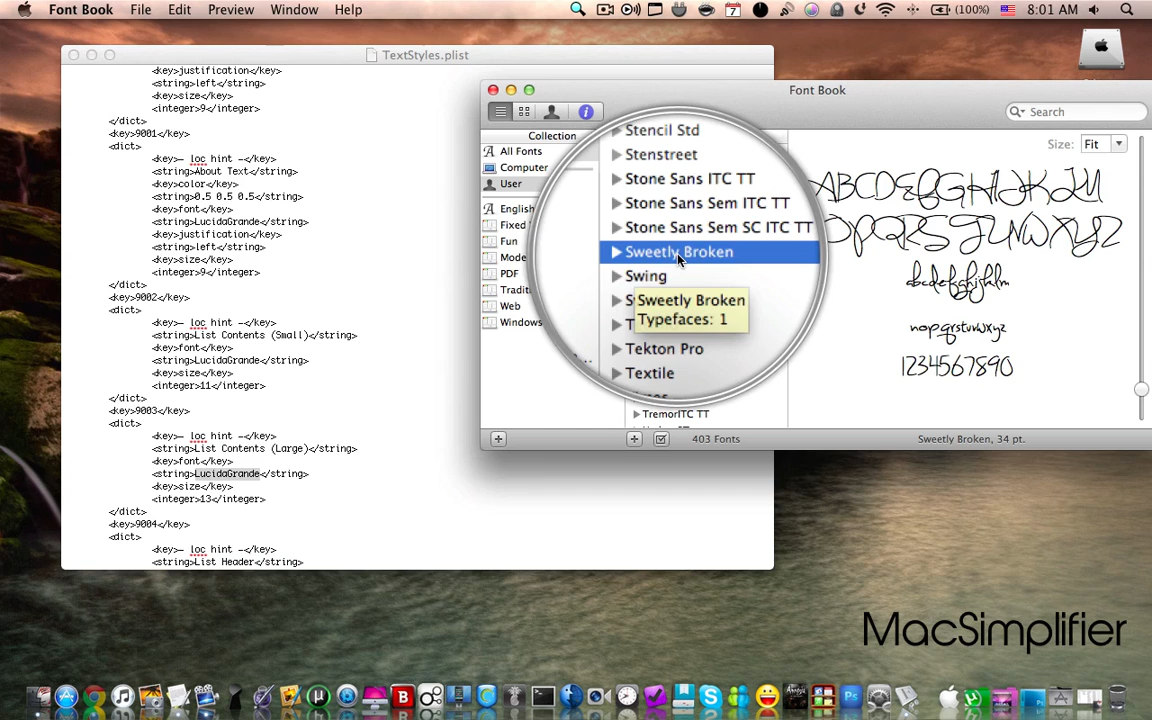 Font Book File Edit Preview Window Help
7
(100%) 8:01 AM
TextStyles.plist
<key>justification</key>
<string>left</string>
<key>size</key>
<integer>9</integer>
</dict>
<key>9001</key>
<dict>
<key>— loc hint —</key>
<string>About Text</string>
<key>color</key>
<string>0.5 0.5 0.5</string>
<key>font</key>
<string>LucidaGrande</string>
<key>justification</key>
<string>left</string>
<key>size</key>
<integer>9</integer>
</dict>
<key>9002</key>
<dict>
<key>— loc hint —</key>
<string>List Contents (Small)</string>
<key>font</key>
<string>LucidaGrande</string>
<key>size</key>
<integer>11</integer>
</dict>
<key>9003</key>
<dict>
<key>— loc hint —</key>
<string>List Contents (Large)</string>
<key>font</key>
<string>LucidaGrande</string>
<key>size</key>
<integer>13</integer>
</dict>
<key>9004</key>
<dict>
<key>— loc hint —</key>
<string>List Header</string>
Font Book
Search
Collection
All Fonts
Computer
User
English
Fixed
Fun
Mode
PDF
Traditi
Web
Windows
Stencil Std
Stenstreet
Stone Sans ITC TT
Stone Sans Sem ITC TT
Stone Sans Sem SC ITC TT
Sweetly Broken
Swing
Sweetly Broken
Typefaces: 1
Tekton Pro
Textile
TremorITC TT
Size: Fit
ABCDEFGHIJKLM
NOPQRSTUVWXYZ
abcdefghijklm
nopqrstuvwxyz
1234567890
403 Fonts
Sweetly Broken, 34 pt.
MacSimplifier